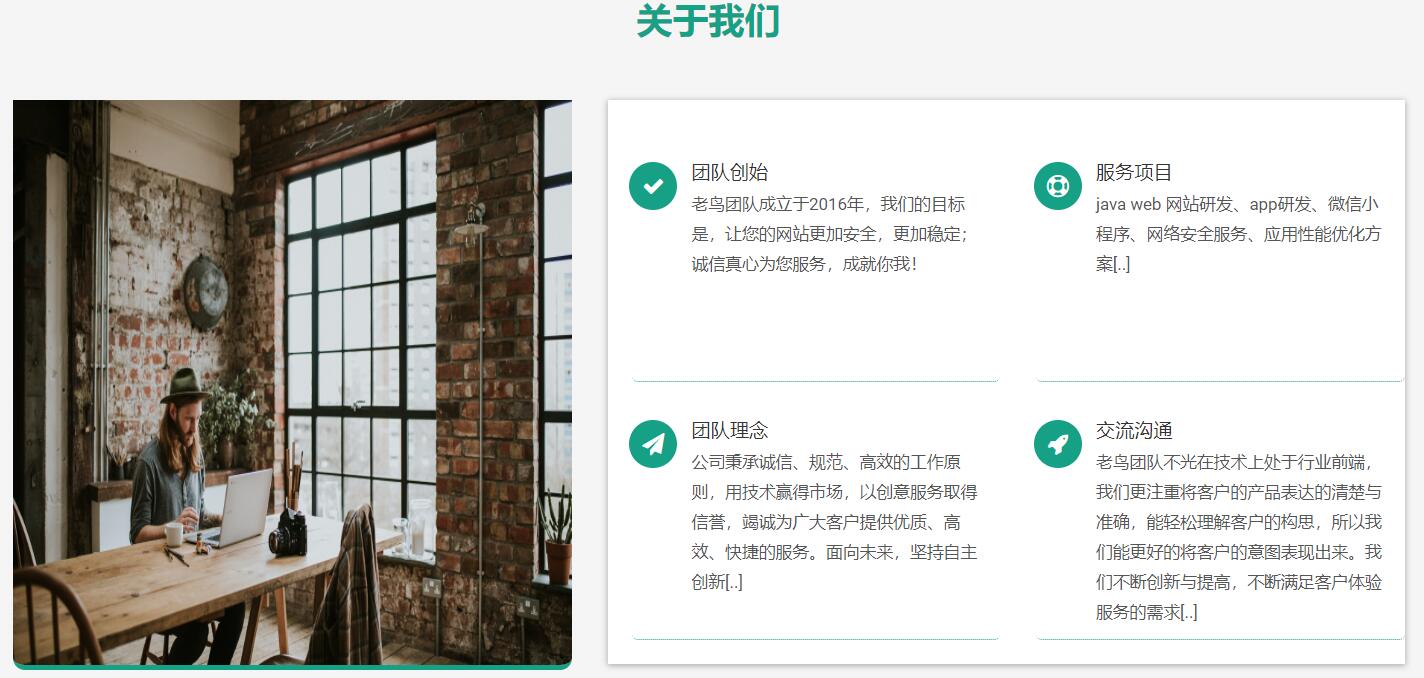 关于我们
团队创始
老鸟团队成立于2016年，我们的目标
是，让您的网站更加安全，更加稳定；
诚信真心为您服务，成就你我！
服务项目
java web 网站研发、app研发、微信小
程序、网络安全服务、应用性能优化方
案[..]
团队理念
公司秉承诚信、规范、高效的工作原
则，用技术赢得市场，以创意服务取得
信誉，竭诚为广大客户提供优质、高
效、快捷的服务。面向未来，坚持自主
创新[..]
交流沟通
老鸟团队不光在技术上处于行业前端，
我们更注重将客户的产品表达的清楚与
准确，能轻松理解客户的构思，所以我
们能更好的将客户的意图表现出来。我
们不断创新与提高，不断满足客户体验
服务的需求[..]